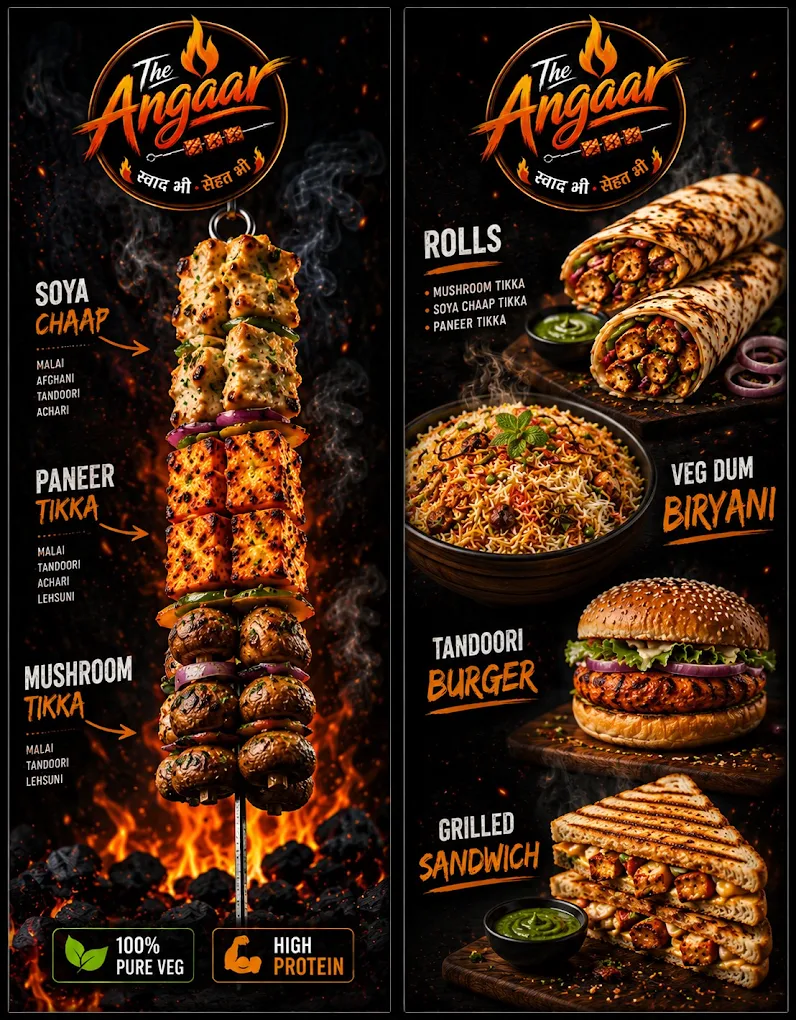 The
Angaar
स्वाद भी • सेहत भी
SOYA
CHAAP
MALAI
AFGHANI
TANDOORI
ACHARI
PANEER
TIKKA
MALAI
TANDOORI
ACHARI
LEHSUNI
MUSHROOM
TIKKA
MALAI
TANDOORI
LEHSUNI
100%
PURE VEG
HIGH
PROTEIN
The
Angaar
स्वाद भी • सेहत भी
ROLLS
• MUSHROOM TIKKA
• SOYA CHAAP TIKKA
• PANEER TIKKA
VEG DUM
BIRYANI
TANDOORI
BURGER
GRILLED
SANDWICH